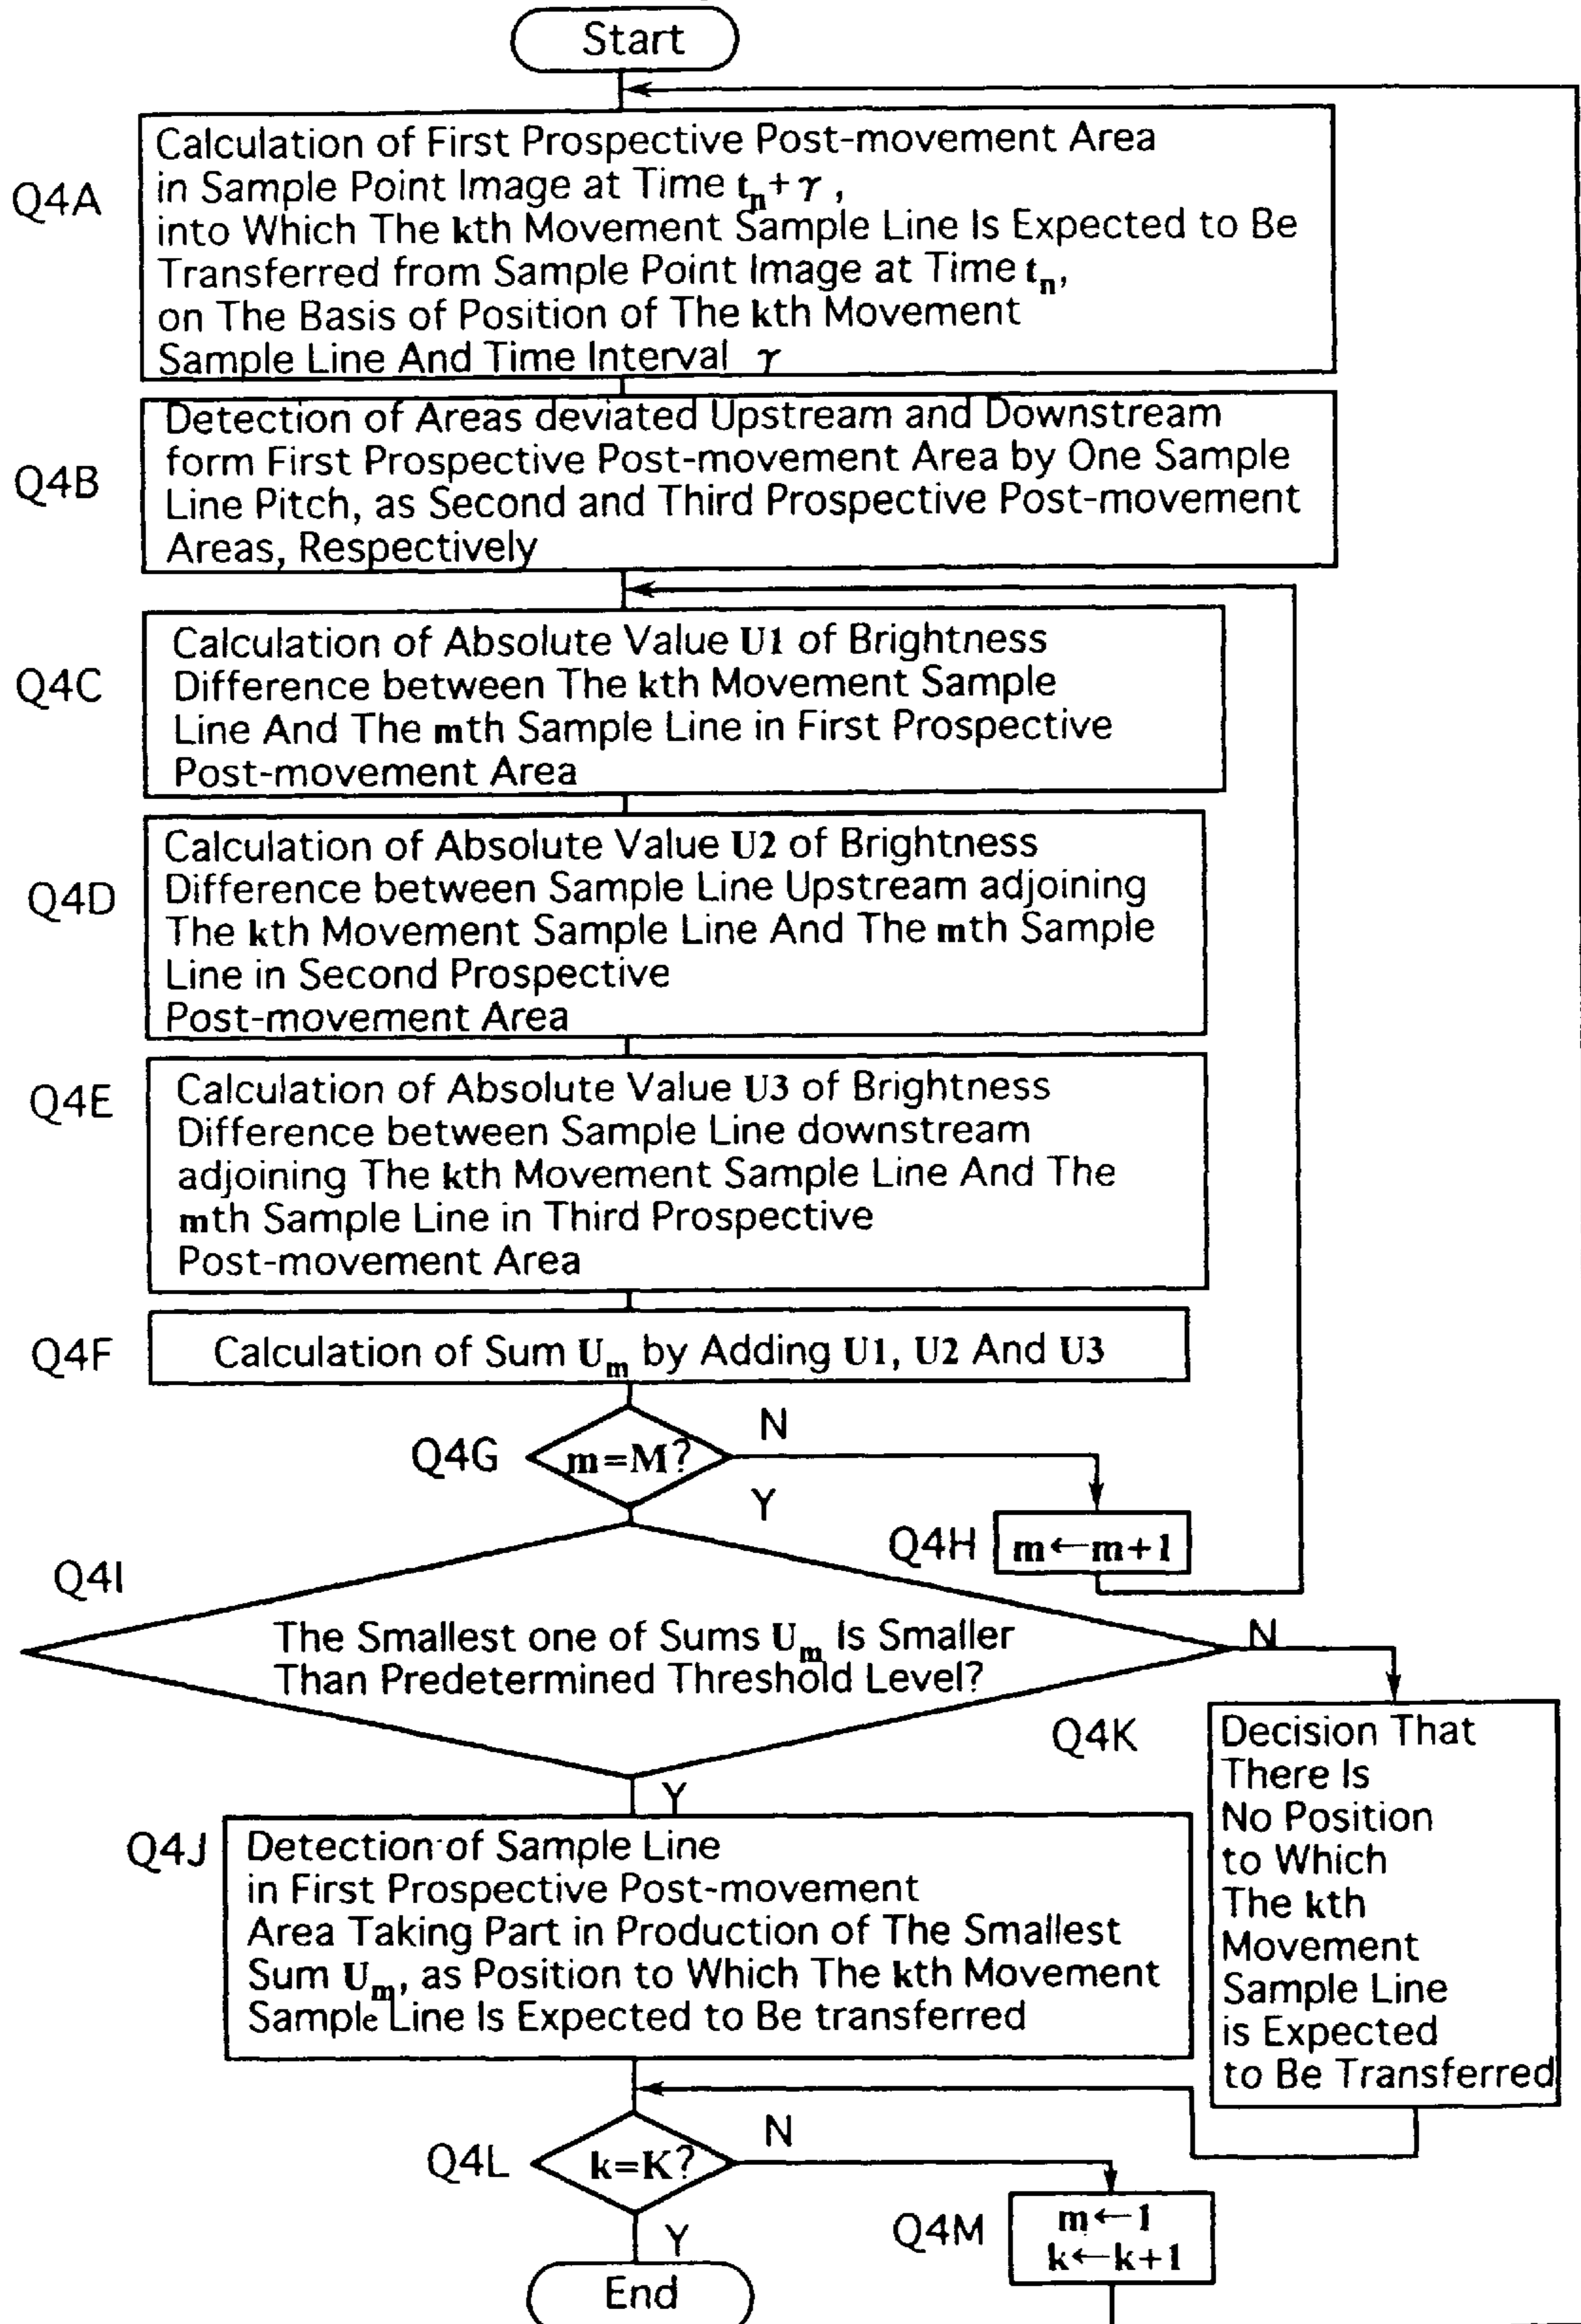 Start
Q4A
Calculation of First Prospective Post-movement Area
in Sample Point Image at Time tn+τ,
into Which The kth Movement Sample Line Is Expected to Be
Transferred from Sample Point Image at Time tn,
on The Basis of Position of The kth Movement
Sample Line And Time Interval τ
Q4B
Detection of Areas deviated Upstream and Downstream
form First Prospective Post-movement Area by One Sample
Line Pitch, as Second and Third Prospective Post-movement
Areas, Respectively
Q4C
Calculation of Absolute Value U1 of Brightness
Difference between The kth Movement Sample
Line And The mth Sample Line in First Prospective
Post-movement Area
Q4D
Calculation of Absolute Value U2 of Brightness
Difference between Sample Line Upstream adjoining
The kth Movement Sample Line And The mth Sample
Line in Second Prospective
Post-movement Area
Q4E
Calculation of Absolute Value U3 of Brightness
Difference between Sample Line downstream
adjoining The kth Movement Sample Line And The
mth Sample Line in Third Prospective
Post-movement Area
Q4F
Calculation of Sum Um by Adding U1, U2 And U3
Q4G
m=M?
N
Y
Q4H
m←m+1
Q4I
The Smallest one of Sums Um Is Smaller
Than Predetermined Threshold Level?
N
Y
Q4K
Decision That
There Is
No Position
to Which
The kth
Movement
Sample Line
is Expected
to Be Transferred
Q4J
Detection of Sample Line
in First Prospective Post-movement
Area Taking Part in Production of The Smallest
Sum Um, as Position to Which The kth Movement
Sample Line Is Expected to Be transferred
Q4L
k=K?
N
Y
Q4M
m←1
k←k+1
End